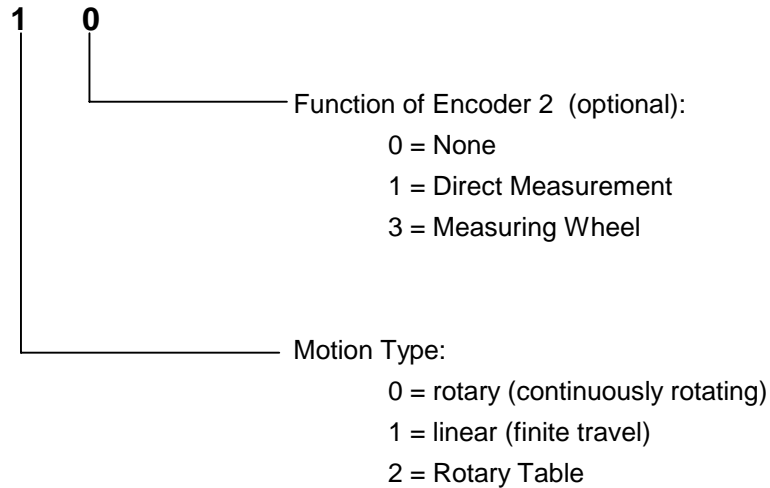 1 0
Function of Encoder 2 (optional):
0 = None
1 = Direct Measurement
3 = Measuring Wheel
Motion Type:
0 = rotary (continuously rotating)
1 = linear (finite travel)
2 = Rotary Table